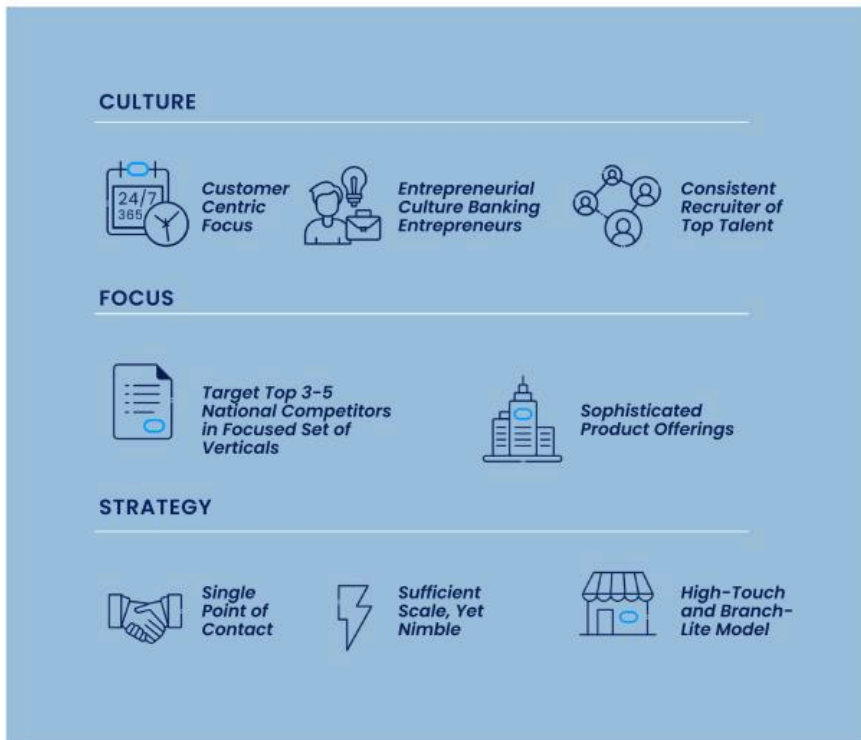 CULTURE
24/7
365
Customer
Centric
Focus
Entrepreneurial
Culture Banking
Entrepreneurs
Consistent
Recruiter of
Top Talent
FOCUS
Target Top 3-5
National Competitors
in Focused Set of
Verticals
Sophisticated
Product Offerings
STRATEGY
Single
Point of
Contact
Sufficient
Scale, Yet
Nimble
High-Touch
and Branch-
Lite Model